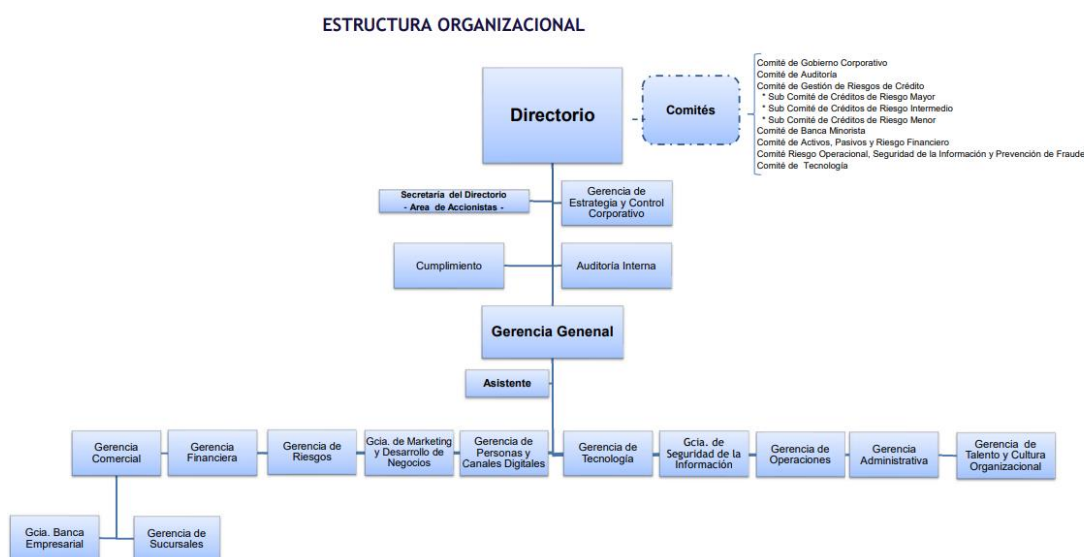 ESTRUCTURA ORGANIZACIONAL
Directorio
Comités
Comité de Gobierno Corporativo
Comité de Auditoría
Comité de Gestión de Riesgos de Crédito
* Sub Comité de Créditos de Riesgo Mayor
* Sub Comité de Créditos de Riesgo Intermedio
* Sub Comité de Créditos de Riesgo Menor
Comité de Banca Minorista
Comité de Activos, Pasivos y Riesgo Financiero
Comité Riesgo Operacional, Seguridad de la Información y Prevención de Fraude
Comité de Tecnología
Secretaría del Directorio
- Area de Accionistas -
Gerencia de
Estrategia y Control
Corporativo
Cumplimiento
Auditoría Interna
Gerencia Genenal
Asistente
Gerencia
Comercial
Gerencia
Financiera
Gerencia de
Riesgos
Gcia. de Marketing
y Desarrollo de
Negocios
Gerencia de
Personas y
Canales Digitales
Gerencia de
Tecnología
Gcia. de
Seguridad de la
Información
Gerencia de
Operaciones
Gerencia
Administrativa
Gerencia de
Talento y Cultura
Organizacional
Gcia. Banca
Empresarial
Gerencia de
Sucursales